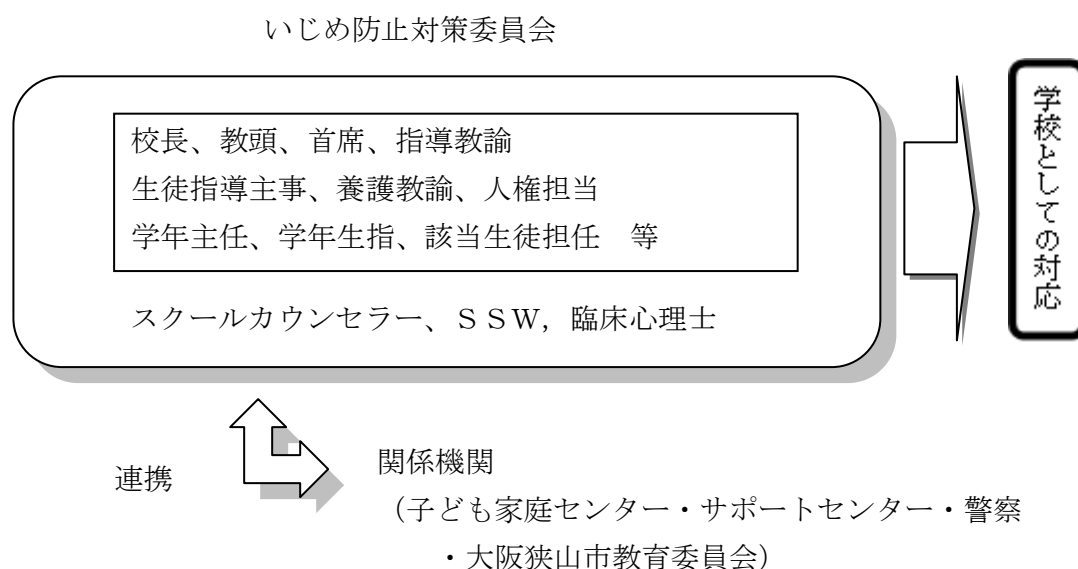 いじめ防止対策委員会
校長、教頭、首席、指導教諭
生徒指導主事、養護教諭、人権担当
学年主任、学年生指、該当生徒担任　等
スクールカウンセラー、ＳＳＷ，臨床心理士
学校としての対応
連携
関係機関
（子ども家庭センター・サポートセンター・警察
・大阪狭山市教育委員会）